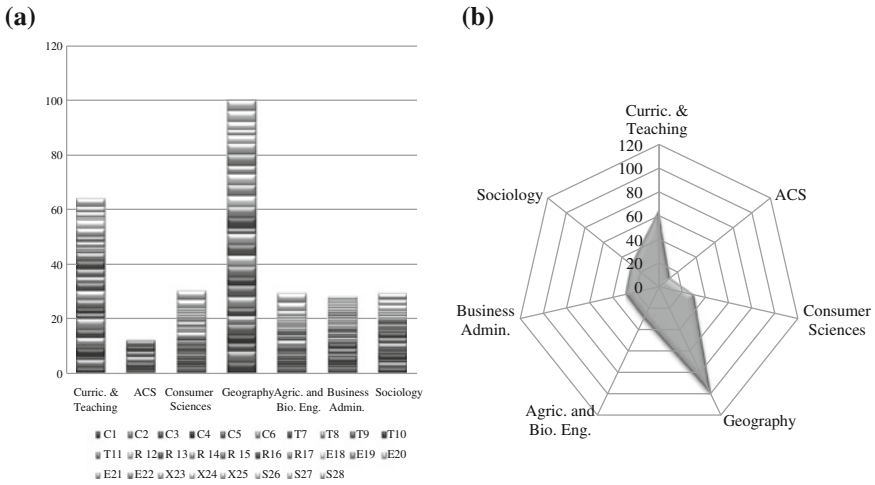 (a)
120
100
80
60
40
20
0
Curric. &
Teaching
ACS
Consumer
Sciences
Geography
Agric. and
Bio. Eng.
Business
Admin.
Sociology
C1 C2 C3 C4 C5 C6 T7 T8 T9 T10
T11 R 12 R 13 R 14 R 15 R16 R17 E18 E19 E20
E21 E22 X23 X24 X25 S26 S27 S28
(b)
Curric. &
Teaching
120
100
80
60
40
20
0
ACS
Consumer
Sciences
Geography
Agric. and
Bio. Eng.
Business
Admin.
Sociology